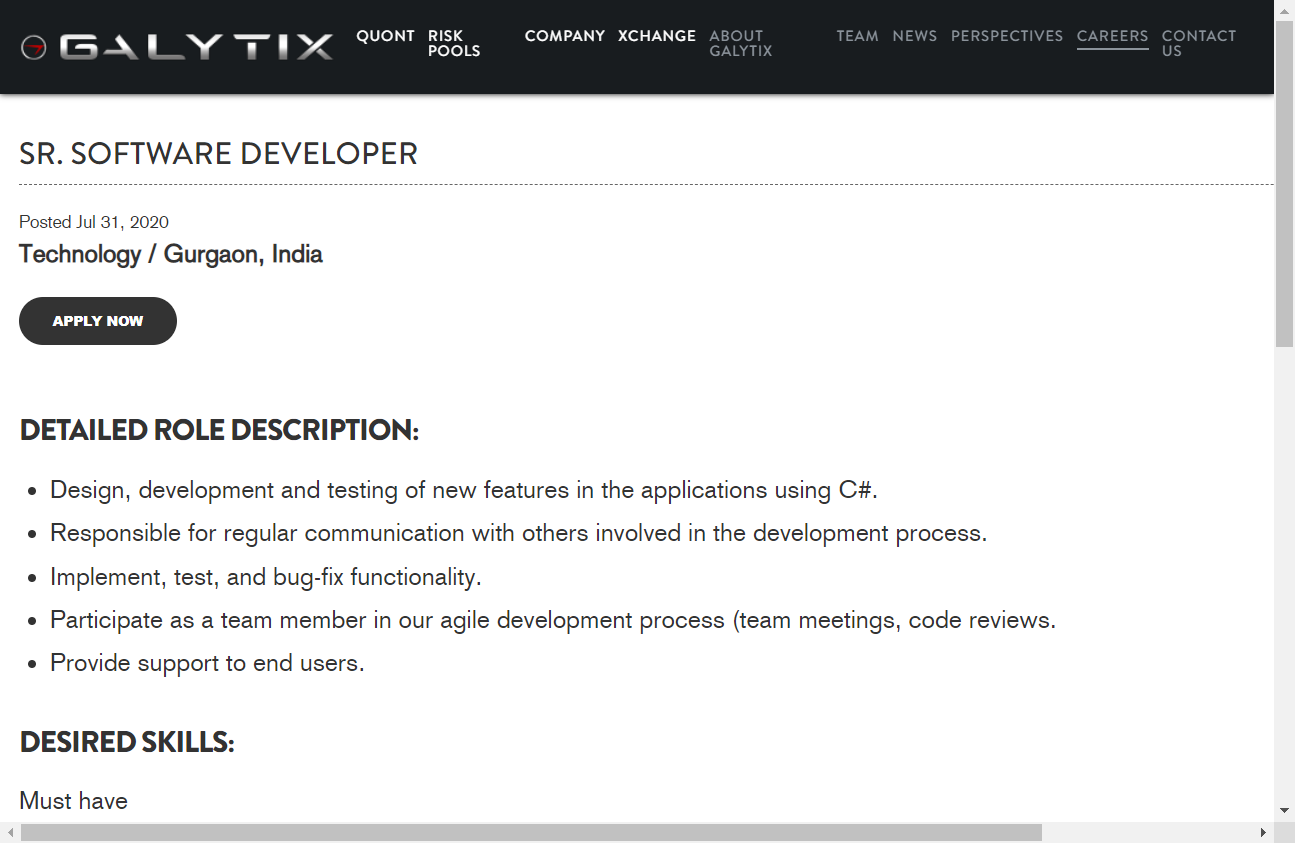 GALYTIX
QUONT
RISK
POOLS
COMPANY
XCHANGE
ABOUT
GALYTIX
TEAM
NEWS
PERSPECTIVES
CAREERS
CONTACT
US
SR. SOFTWARE DEVELOPER
Posted Jul 31, 2020
Technology / Gurgaon, India
APPLY NOW
DETAILED ROLE DESCRIPTION:
Design, development and testing of new features in the applications using C#.
Responsible for regular communication with others involved in the development process.
Implement, test, and bug-fix functionality.
Participate as a team member in our agile development process (team meetings, code reviews.
Provide support to end users.
DESIRED SKILLS:
Must have